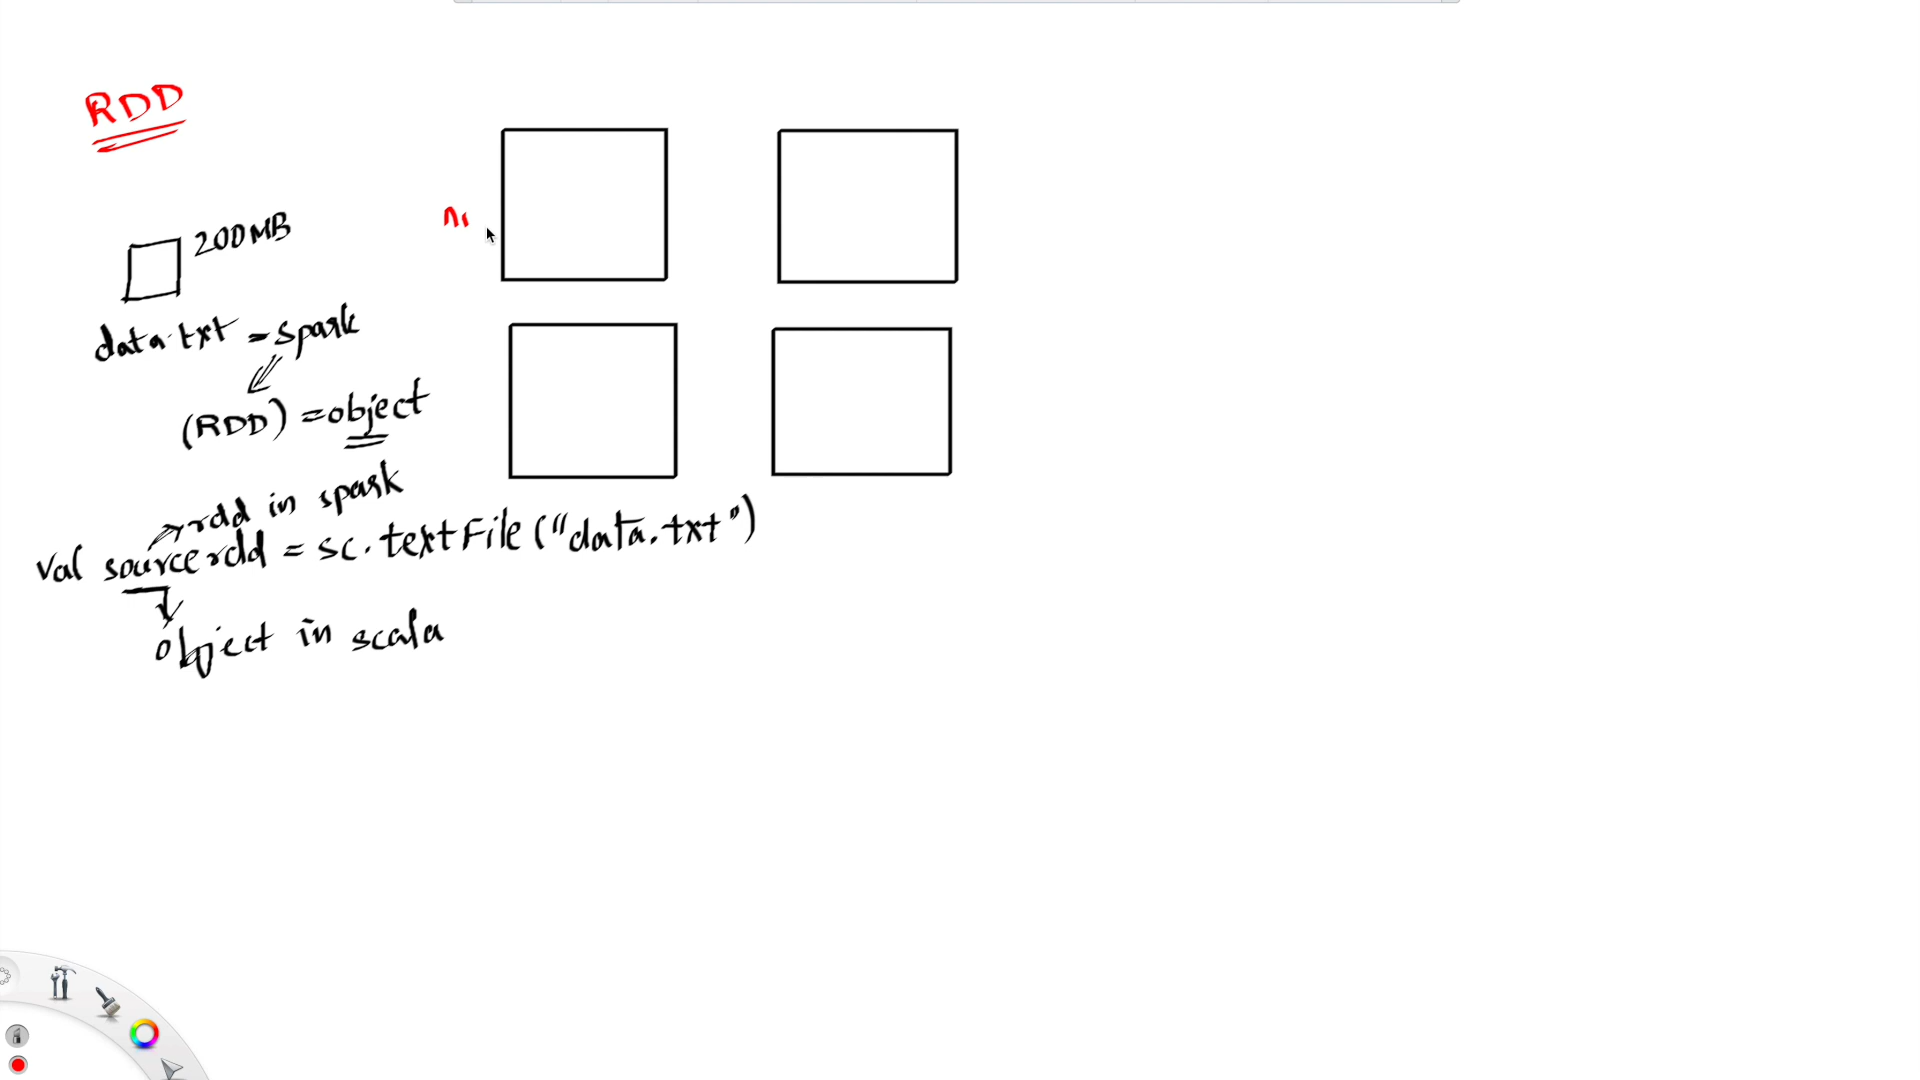 RDD
200MB
data.txt - spark
(RDD) = object
rdd in spark
val sourcerdd = sc.textFile("data.txt")
object in scala
n1